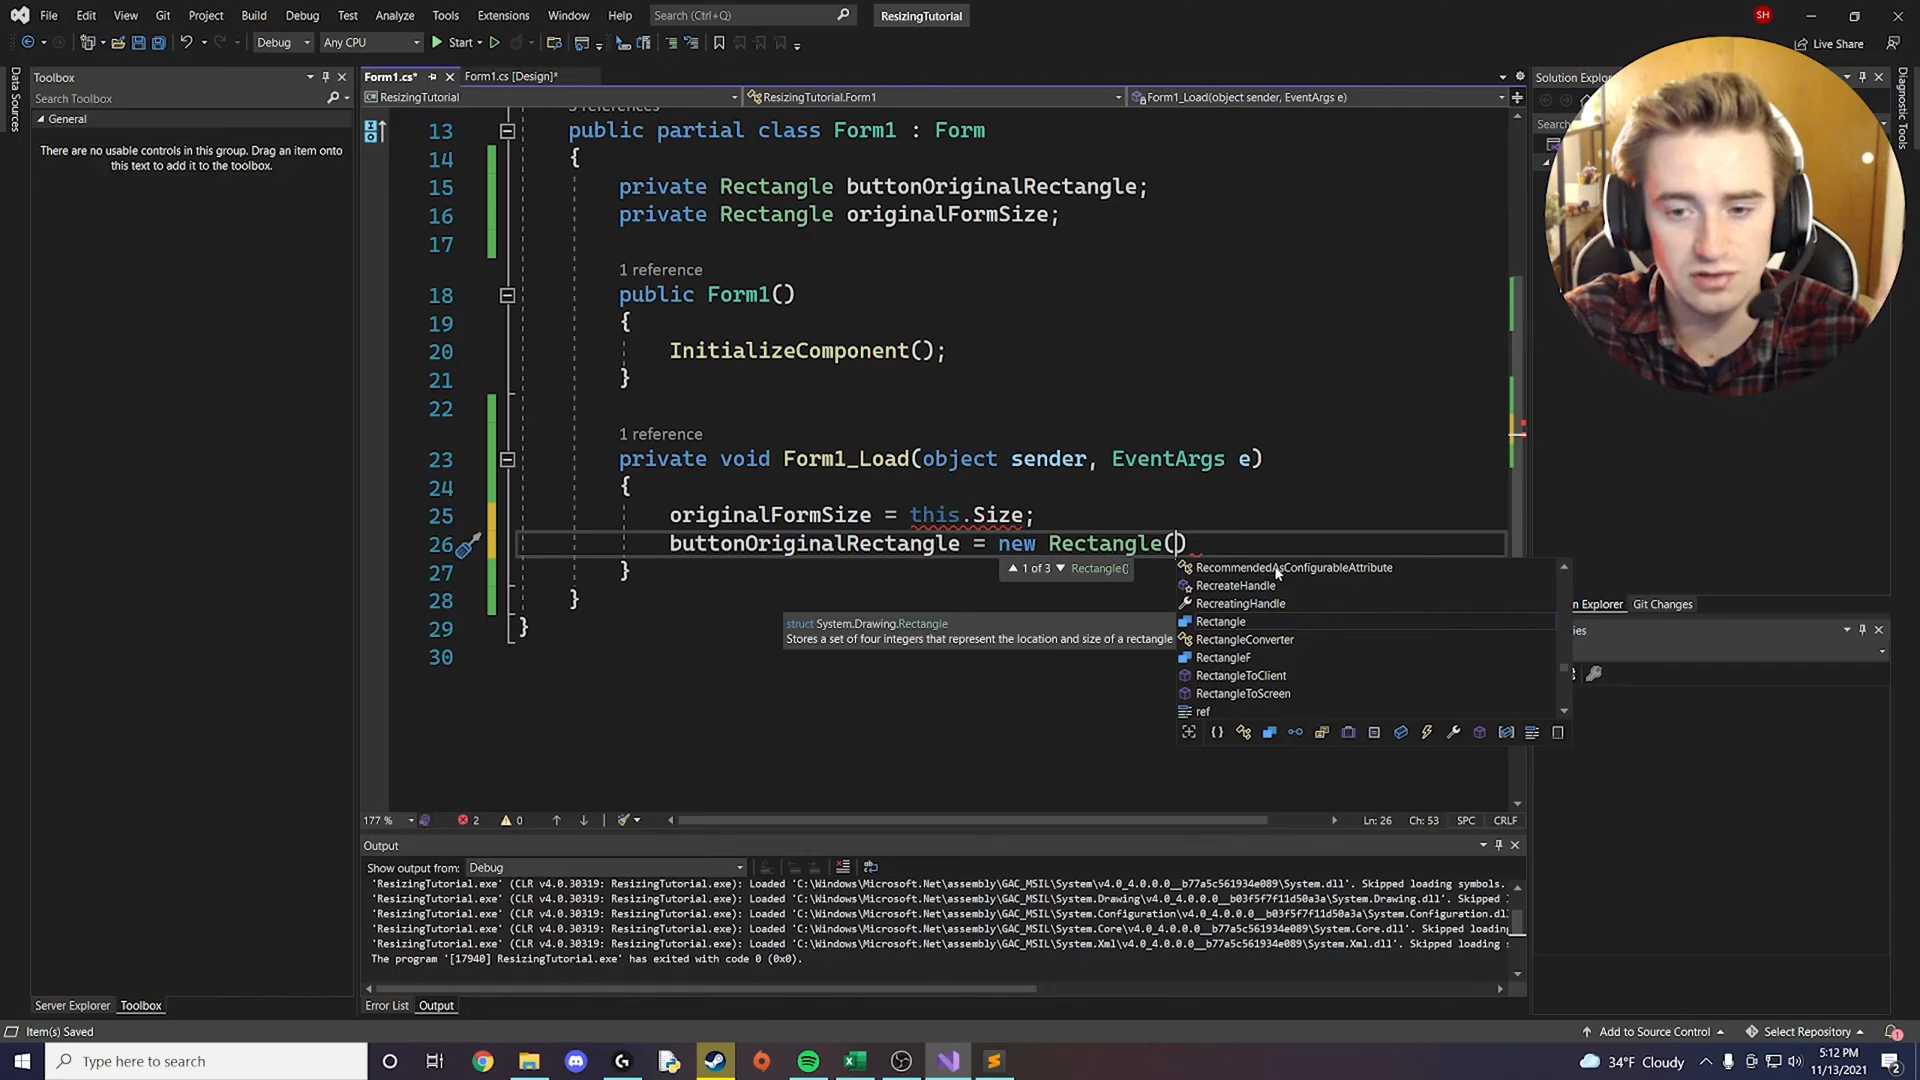 File Edit View Git Project Build Debug Test Analyze Tools Extensions Window Help Search (Ctrl+Q) ResizingTutorial SH
Debug Any CPU Start Live Share
Data Sources
Toolbox
Search Toolbox
General
There are no usable controls in this group. Drag an item onto
this text to add it to the toolbox.
Form1.cs* Form1.cs [Design]*
ResizingTutorial ResizingTutorial.Form1 Form1_Load(object sender, EventArgs e)
13 public partial class Form1 : Form
14 {
15 private Rectangle buttonOriginalRectangle;
16 private Rectangle originalFormSize;
17
1 reference
18 public Form1()
19 {
20 InitializeComponent();
21 }
22
1 reference
23 private void Form1_Load(object sender, EventArgs e)
24 {
25 originalFormSize = this.Size;
26 buttonOriginalRectangle = new Rectangle()
27 }
28 }
29 }
30
1 of 3 Rectangle()
struct System.Drawing.Rectangle
Stores a set of four integers that represent the location and size of a rectangle
RecommendedAsConfigurableAttribute
RecreateHandle
RecreatingHandle
Rectangle
RectangleConverter
RectangleF
RectangleToClient
RectangleToScreen
ref
Solution Explo
Diagnostic Tools
n Explorer Git Changes
ies
177 % 2 0 Ln: 26 Ch: 53 SPC CRLF
Output
Show output from: Debug
'ResizingTutorial.exe' (CLR v4.0.30319: ResizingTutorial.exe): Loaded 'C:\Windows\Microsoft.Net\assembly\GAC_MSIL\System\v4.0_4.0.0.0__b77a5c561934e089\System.dll'. Skipped loading symbols.
'ResizingTutorial.exe' (CLR v4.0.30319: ResizingTutorial.exe): Loaded 'C:\Windows\Microsoft.Net\assembly\GAC_MSIL\System.Drawing\v4.0_4.0.0.0__b03f5f7f11d50a3a\System.Drawing.dll'. Skipped
'ResizingTutorial.exe' (CLR v4.0.30319: ResizingTutorial.exe): Loaded 'C:\Windows\Microsoft.Net\assembly\GAC_MSIL\System.Configuration\v4.0_4.0.0.0__b03f5f7f11d50a3a\System.Configuration.dl
'ResizingTutorial.exe' (CLR v4.0.30319: ResizingTutorial.exe): Loaded 'C:\Windows\Microsoft.Net\assembly\GAC_MSIL\System.Core\v4.0_4.0.0.0__b77a5c561934e089\System.Core.dll'. Skipped loadin
'ResizingTutorial.exe' (CLR v4.0.30319: ResizingTutorial.exe): Loaded 'C:\Windows\Microsoft.Net\assembly\GAC_MSIL\System.Xml\v4.0_4.0.0.0__b77a5c561934e089\System.Xml.dll'. Skipped loading s
The program '[17940] ResizingTutorial.exe' has exited with code 0 (0x0).
Server Explorer Toolbox Error List Output
Item(s) Saved Add to Source Control Select Repository 1
Type here to search 34°F Cloudy 5:12 PM
11/13/2021 2